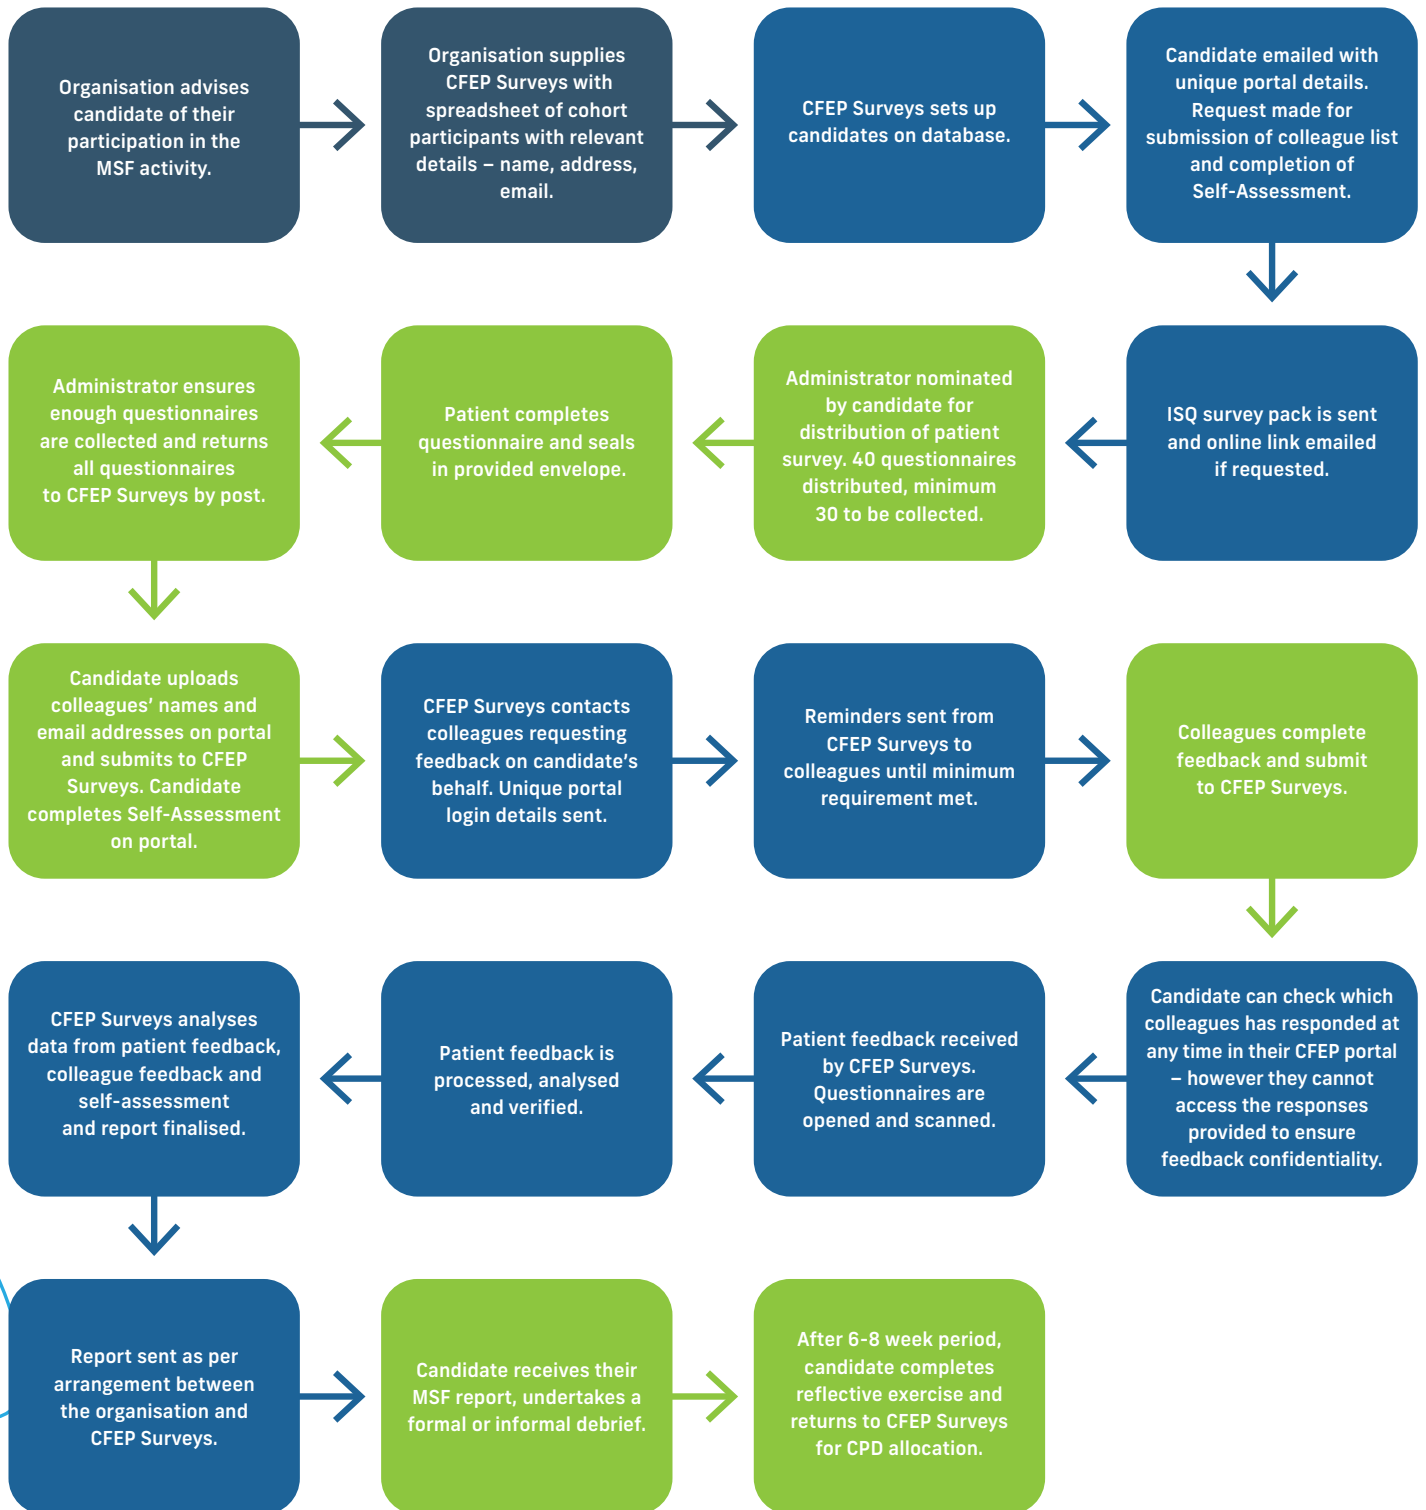 Organisation advises
candidate of their
participation in the
MSF activity.
Organisation supplies
CFEP Surveys with
spreadsheet of cohort
participants with relevant
details – name, address,
email.
CFEP Surveys sets up
candidates on database.
Candidate emailed with
unique portal details.
Request made for
submission of colleague list
and completion of
Self-Assessment.
ISQ survey pack is sent
and online link emailed
if requested.
Administrator nominated
by candidate for
distribution of patient
survey. 40 questionnaires
distributed, minimum
30 to be collected.
Patient completes
questionnaire and seals
in provided envelope.
Administrator ensures
enough questionnaires
are collected and returns
all questionnaires
to CFEP Surveys by post.
Candidate uploads
colleagues’ names and
email addresses on portal
and submits to CFEP
Surveys. Candidate
completes Self-Assessment
on portal.
CFEP Surveys contacts
colleagues requesting
feedback on candidate’s
behalf. Unique portal
login details sent.
Reminders sent from
CFEP Surveys to
colleagues until minimum
requirement met.
Colleagues complete
feedback and submit
to CFEP Surveys.
Candidate can check which
colleagues has responded at
any time in their CFEP portal
– however they cannot
access the responses
provided to ensure
feedback confidentiality.
Patient feedback received
by CFEP Surveys.
Questionnaires are
opened and scanned.
Patient feedback is
processed, analysed
and verified.
CFEP Surveys analyses
data from patient feedback,
colleague feedback and
self-assessment
and report finalised.
Report sent as per
arrangement between
the organisation and
CFEP Surveys.
Candidate receives their
MSF report, undertakes a
formal or informal debrief.
After 6-8 week period,
candidate completes
reflective exercise and
returns to CFEP Surveys
for CPD allocation.